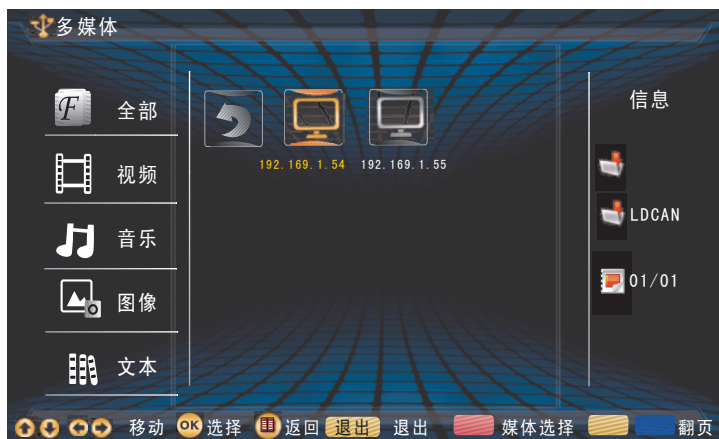 多媒体
全部
视频
音乐
图像
文本
192.169.1.54 192.169.1.55
信息
LDCAN
01/01
移动 OK 选择 返回 退出 退出 媒体选择 翻页